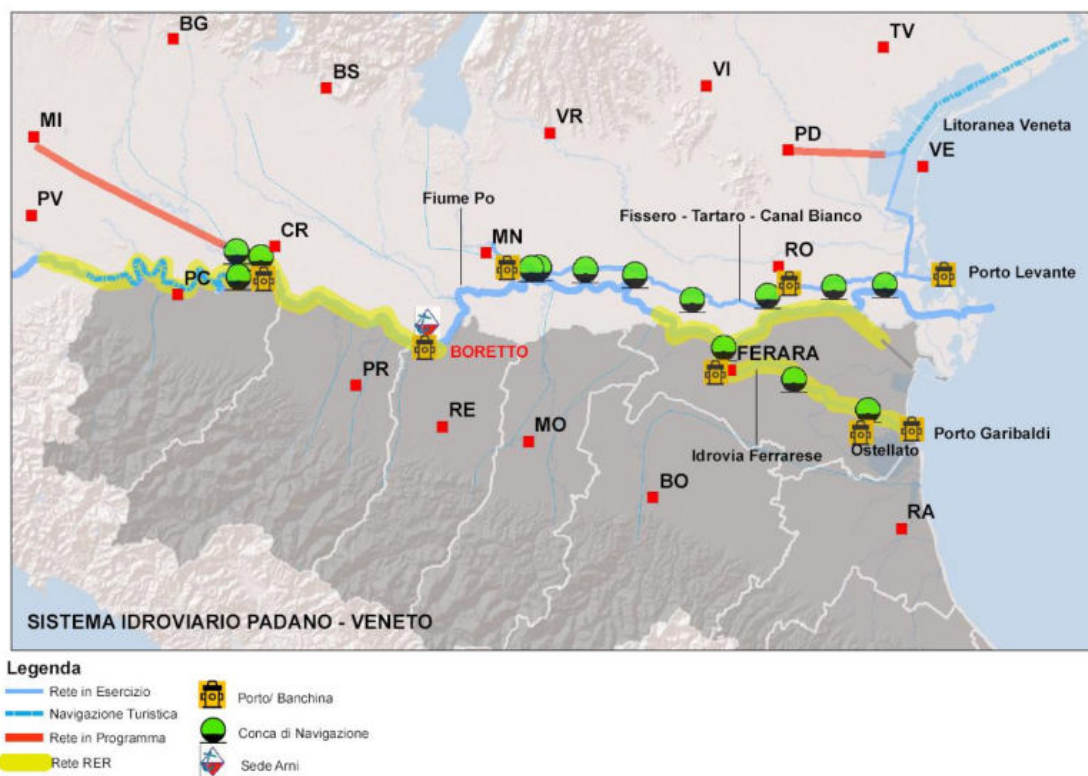 BG
TV
BS
VI
MI
VR
PD
Litoranea Veneta
VE
PV
Fiume Po
Fissero - Tartaro - Canal Bianco
CR
MN
RO
PC
Porto Levante
BORETTO
FERARA
PR
RE
MO
Idrovia Ferrarese
Ostellato
Porto Garibaldi
BO
RA
SISTEMA IDROVIARIO PADANO - VENETO
Legenda
Rete in Esercizio
Navigazione Turistica
Rete in Programma
Rete RER
Porto/ Banchina
Conca di Navigazione
Sede Arni